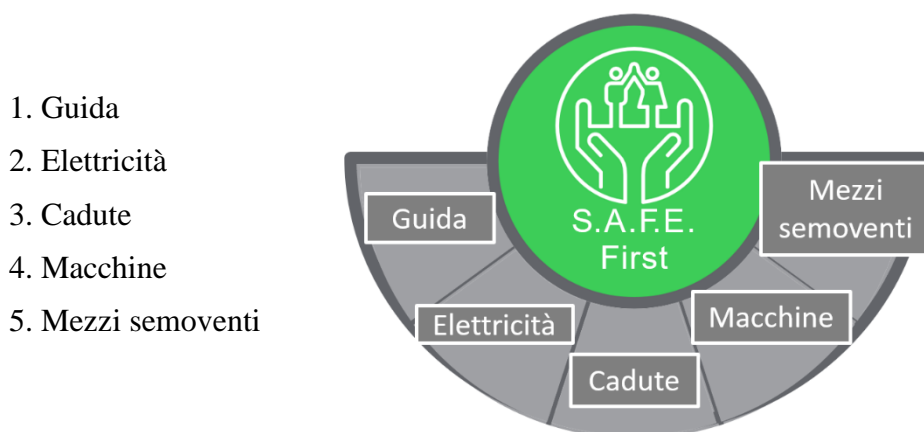 1. Guida
2. Elettricità
3. Cadute
4. Macchine
5. Mezzi semoventi
S.A.F.E.
First
Guida
Elettricità
Cadute
Macchine
Mezzi
semoventi